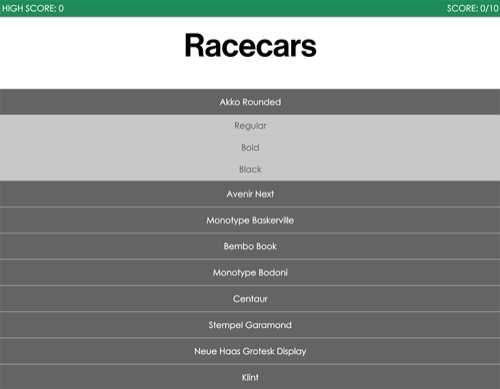 HIGH SCORE: 0
SCORE: 0/10
Racecars
Akko Rounded
Regular
Bold
Black
Avenir Next
Monotype Baskerville
Bembo Book
Monotype Bodoni
Centaur
Stempel Garamond
Neue Haas Grotesk Display
Klint